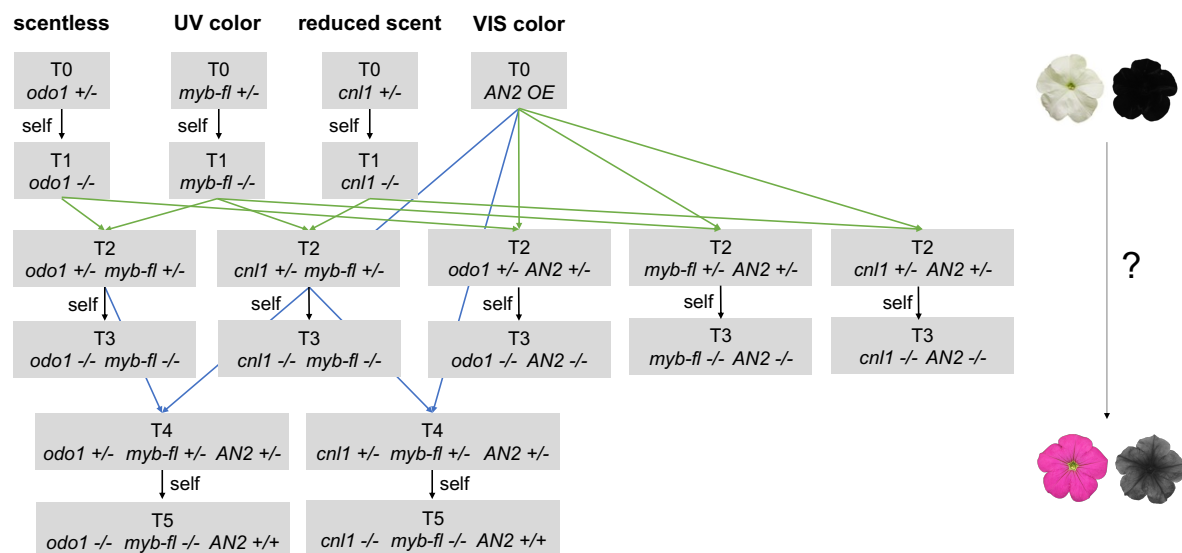 scentless UV color reduced scent VIS color
T0 T0 T0 T0
odo1 +/- myb-fl +/- cnl1 +/- AN2 OE
self self self
T1 T1 T1
odo1 -/- myb-fl -/- cnl1 -/-
T2 T2 T2 T2 T2
odo1 +/- myb-fl +/- cnl1 +/- myb-fl +/- odo1 +/- AN2 +/- myb-fl +/- AN2 +/- cnl1 +/- AN2 +/-
?
self self self self self
T3 T3 T3 T3 T3
odo1 -/- myb-fl -/- cnl1 -/- myb-fl -/- odo1 -/- AN2 -/- myb-fl -/- AN2 -/- cnl1 -/- AN2 -/-
T4 T4
odo1 +/- myb-fl +/- AN2 +/- cnl1 +/- myb-fl +/- AN2 +/-
self self
T5 T5
odo1 -/- myb-fl -/- AN2 +/+ cnl1 -/- myb-fl -/- AN2 +/+